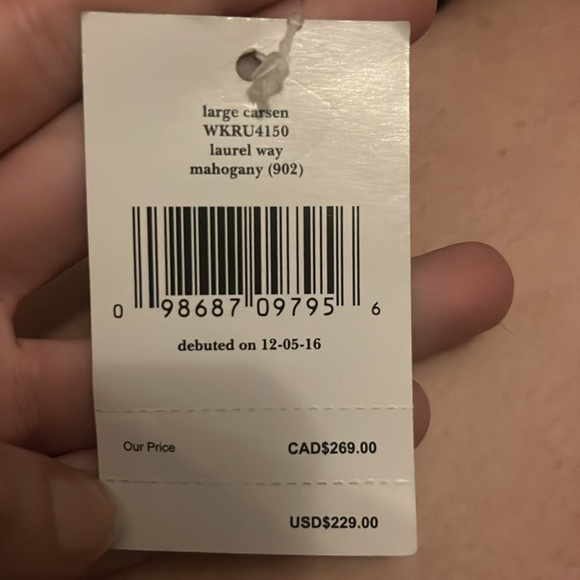 large carsen
WKRU4150
laurel way
mahogany (902)
0 98687 09795 6
debuted on 12-05-16
Our Price CAD$269.00
USD$229.00